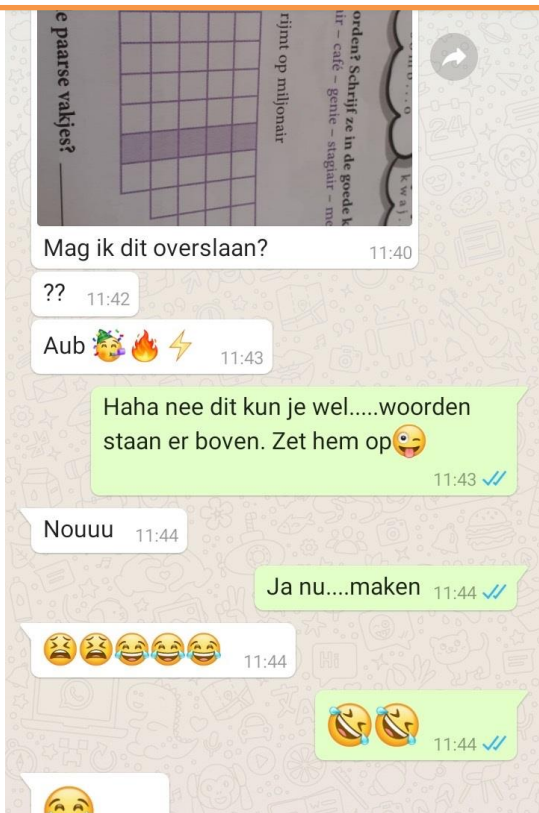 orden? Schrijf ze in de goede k
air – café – genie – stagiair – me
rijmt op miljonair
e paarse vakjes?
Mag ik dit overslaan? 11:40
?? 11:42
Aub 🥳🔥⚡ 11:43
Haha nee dit kun je wel.....woorden
staan er boven. Zet hem op😜
11:43
Nouuu 11:44
Ja nu....maken 11:44
😫😫😂😂😂 11:44
🤣🤣 11:44